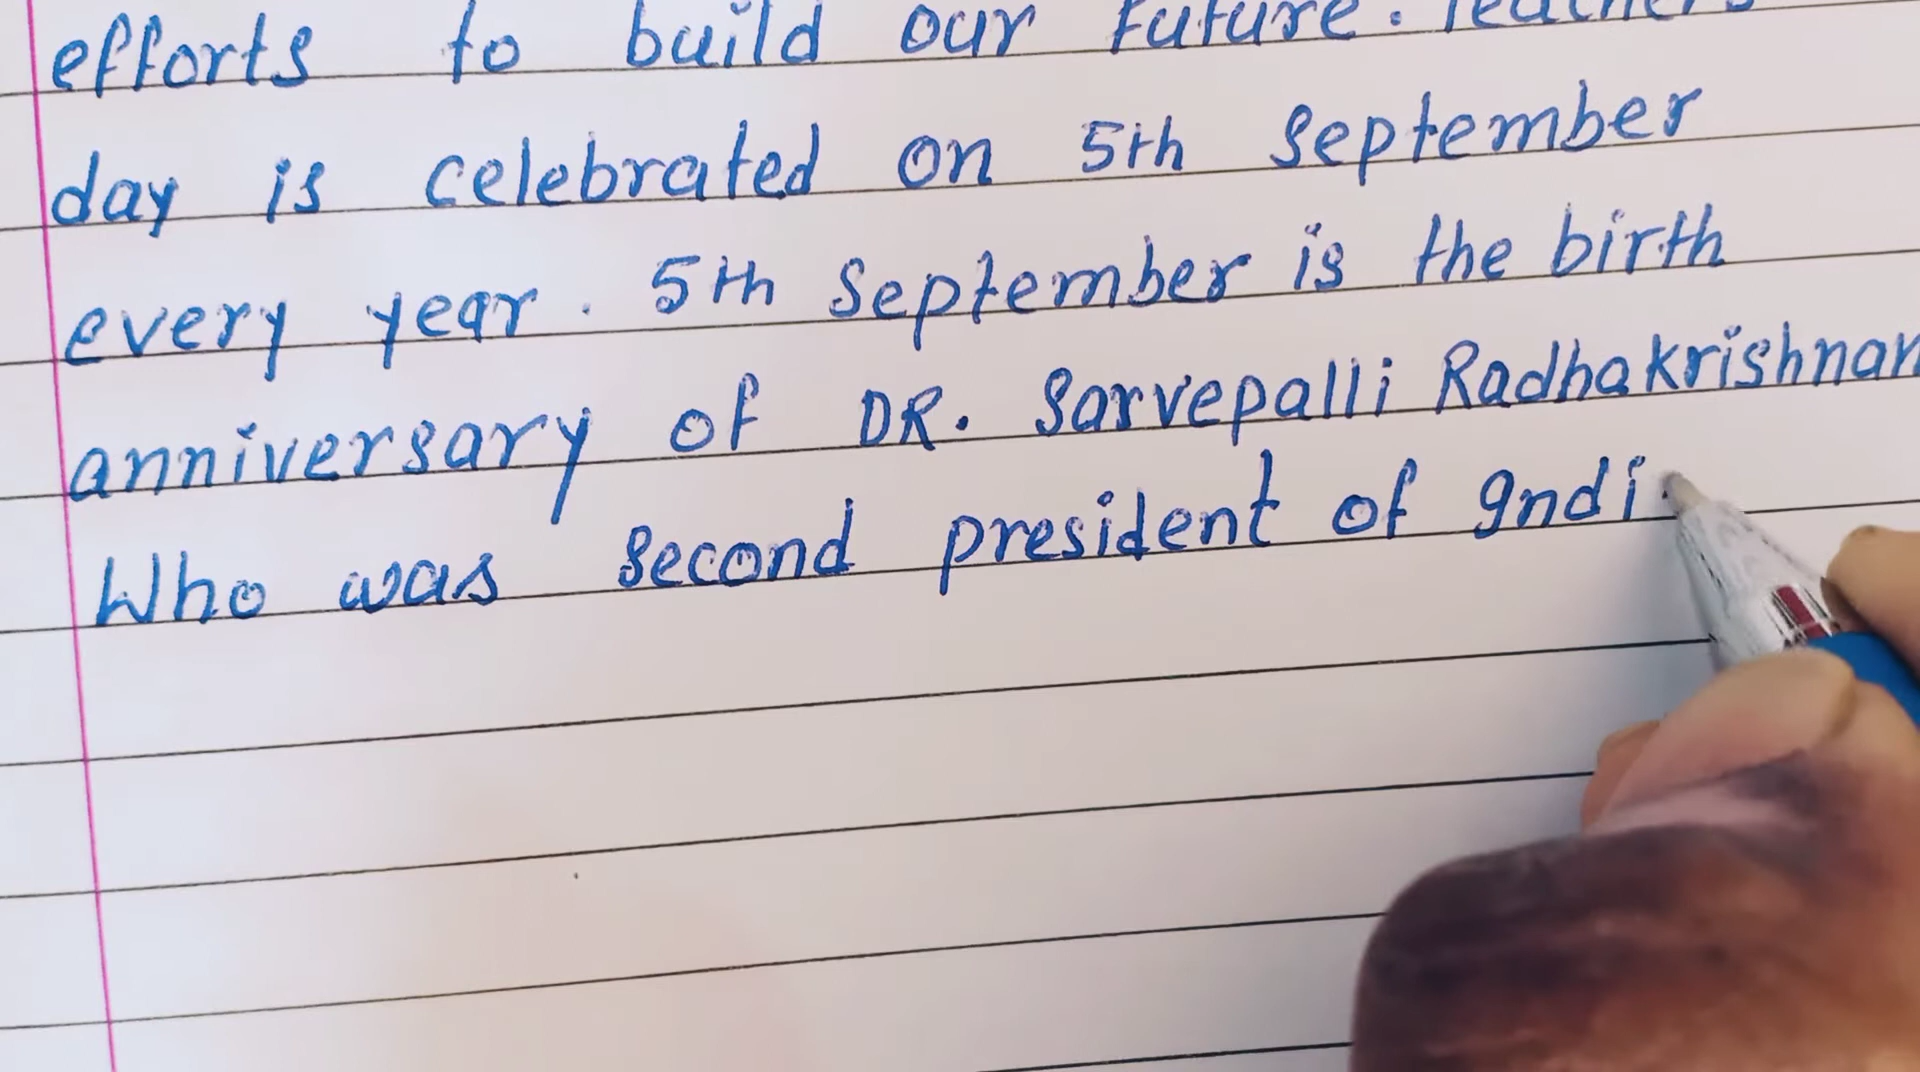 efforts to build our future. Teachers
day is celebrated on 5th September
every year. 5th September is the birth
anniversary of DR. Sarvepalli Radhakrishnan
Who was second president of Indi